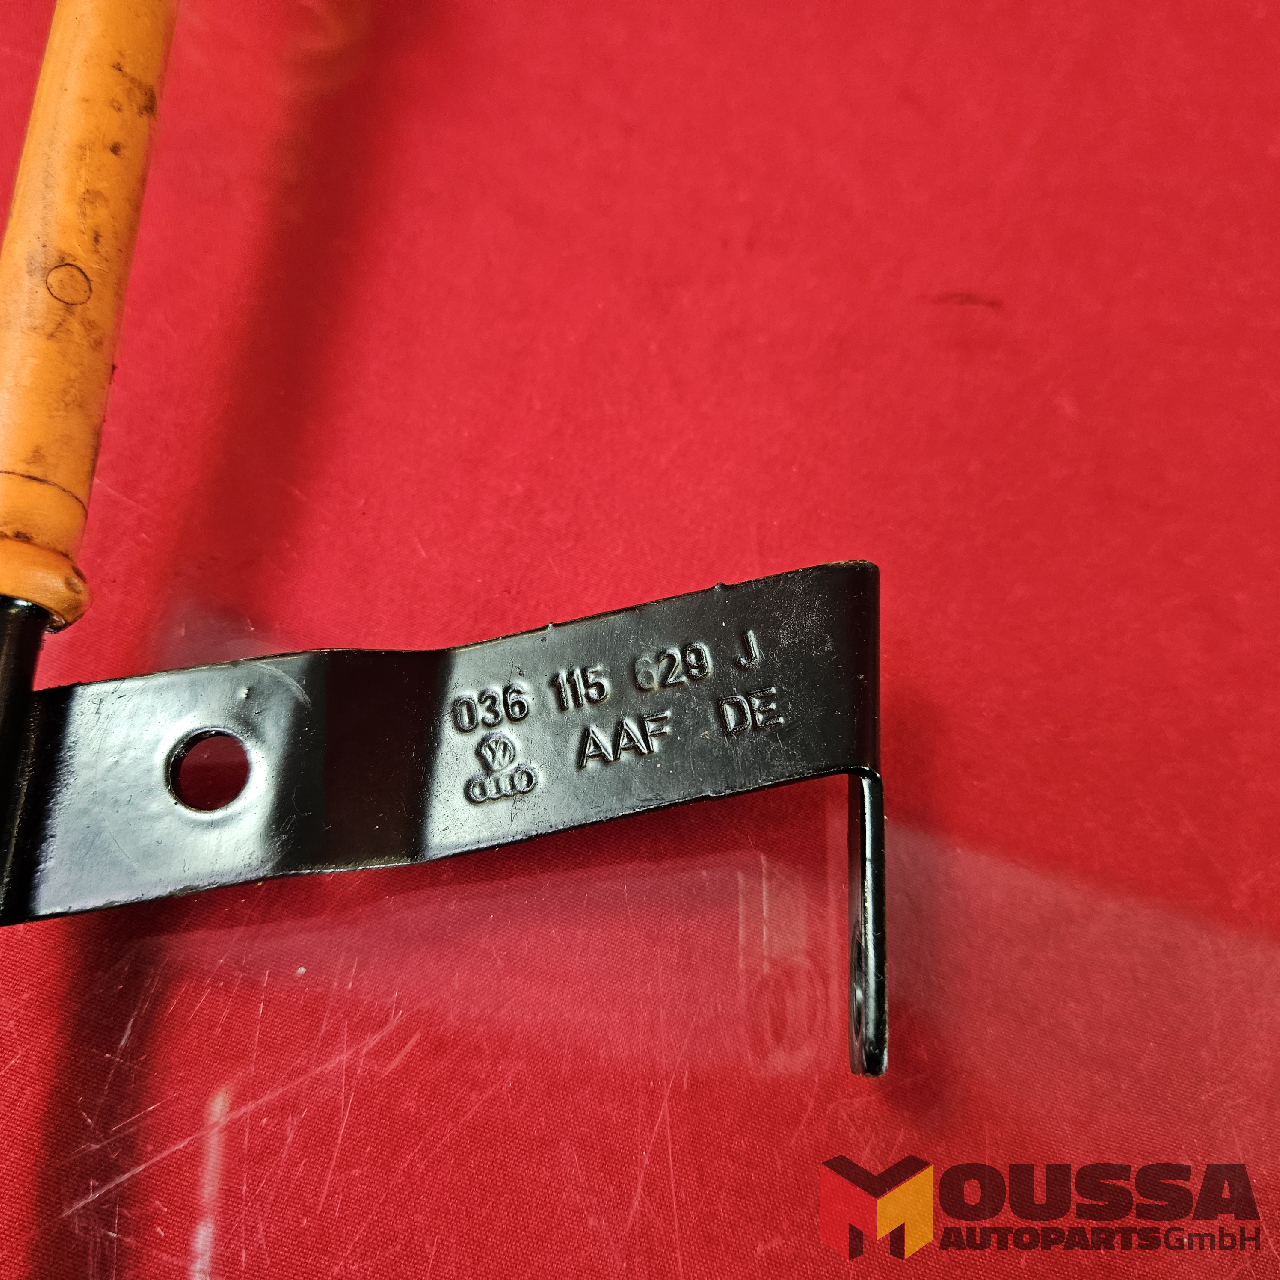 036 115 629 J
AAF DE
MOUSSA
AUTOPARTSGmbH